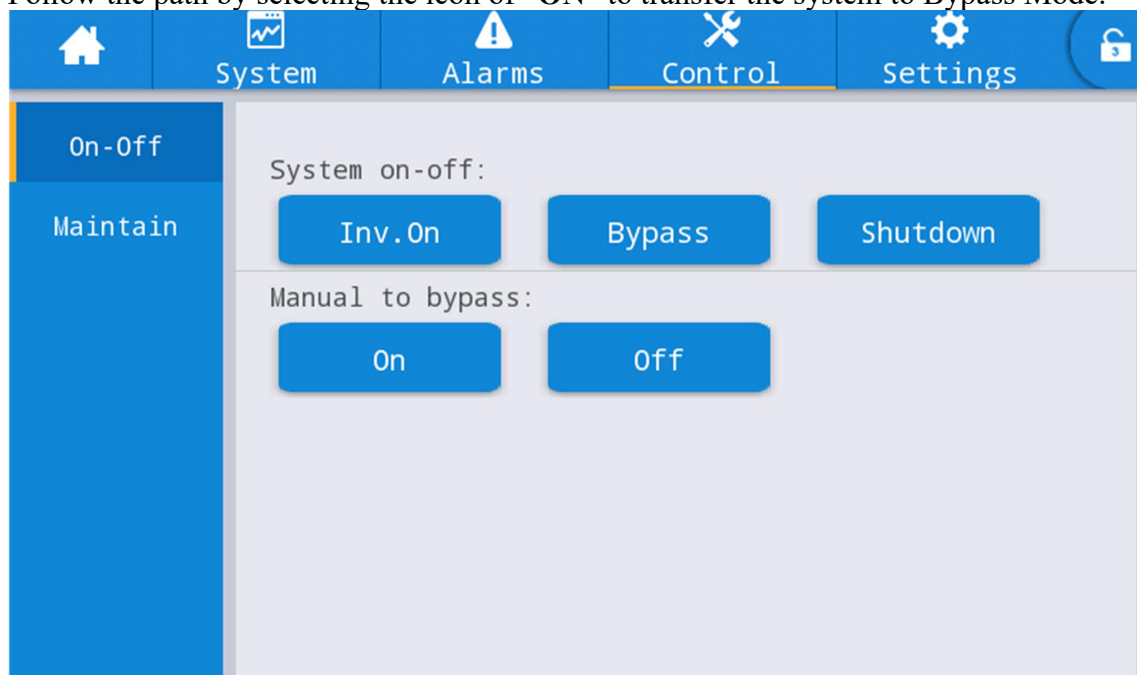 Follow the path by selecting the icon of "ON" to transfer the system to Bypass Mode.
System Alarms Control Settings 3
On-Off
System on-off:
Maintain
Inv.On Bypass Shutdown
Manual to bypass:
On Off